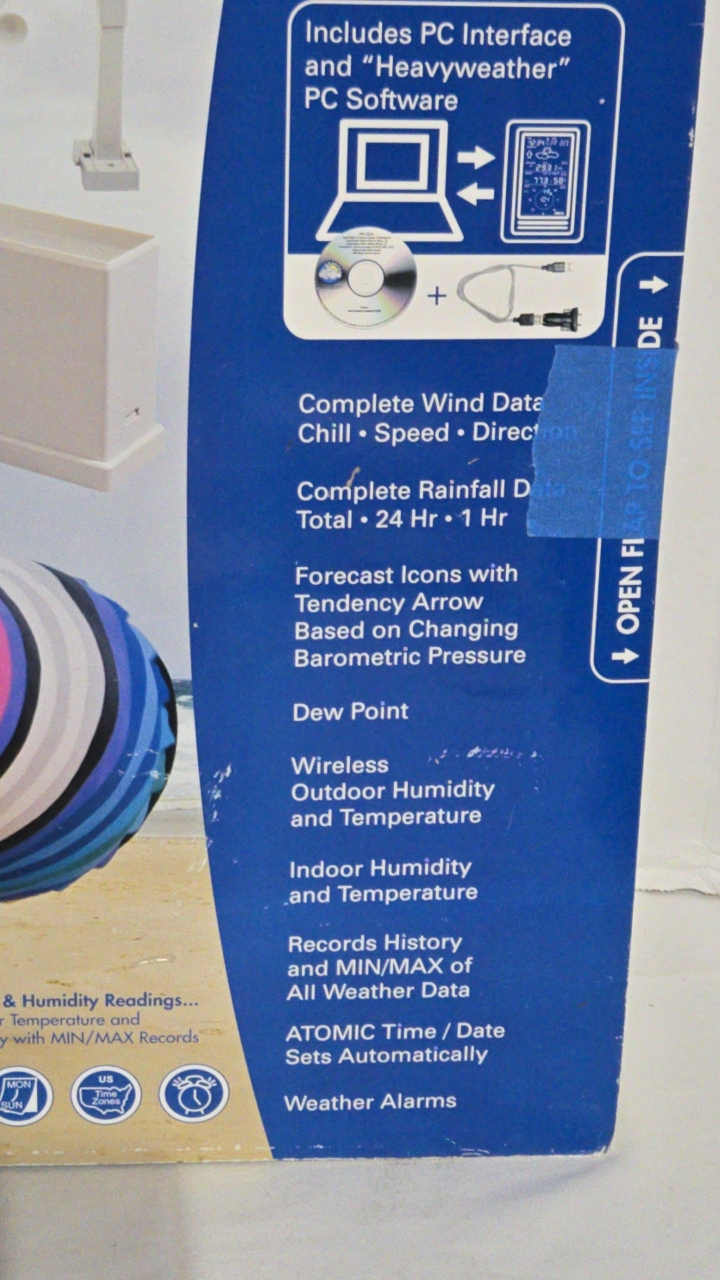 Includes PC Interface
and “Heavyweather”
PC Software
+
Complete Wind Data
Chill • Speed • Direction
Complete Rainfall Data
Total • 24 Hr • 1 Hr
Forecast Icons with
Tendency Arrow
Based on Changing
Barometric Pressure
Dew Point
Wireless
Outdoor Humidity
and Temperature
Indoor Humidity
and Temperature
Records History
and MIN/MAX of
All Weather Data
ATOMIC Time / Date
Sets Automatically
Weather Alarms
OPEN FLAP TO SEE INSIDE
& Humidity Readings...
r Temperature and
y with MIN/MAX Records
MON
SUN
US
Time
Zones